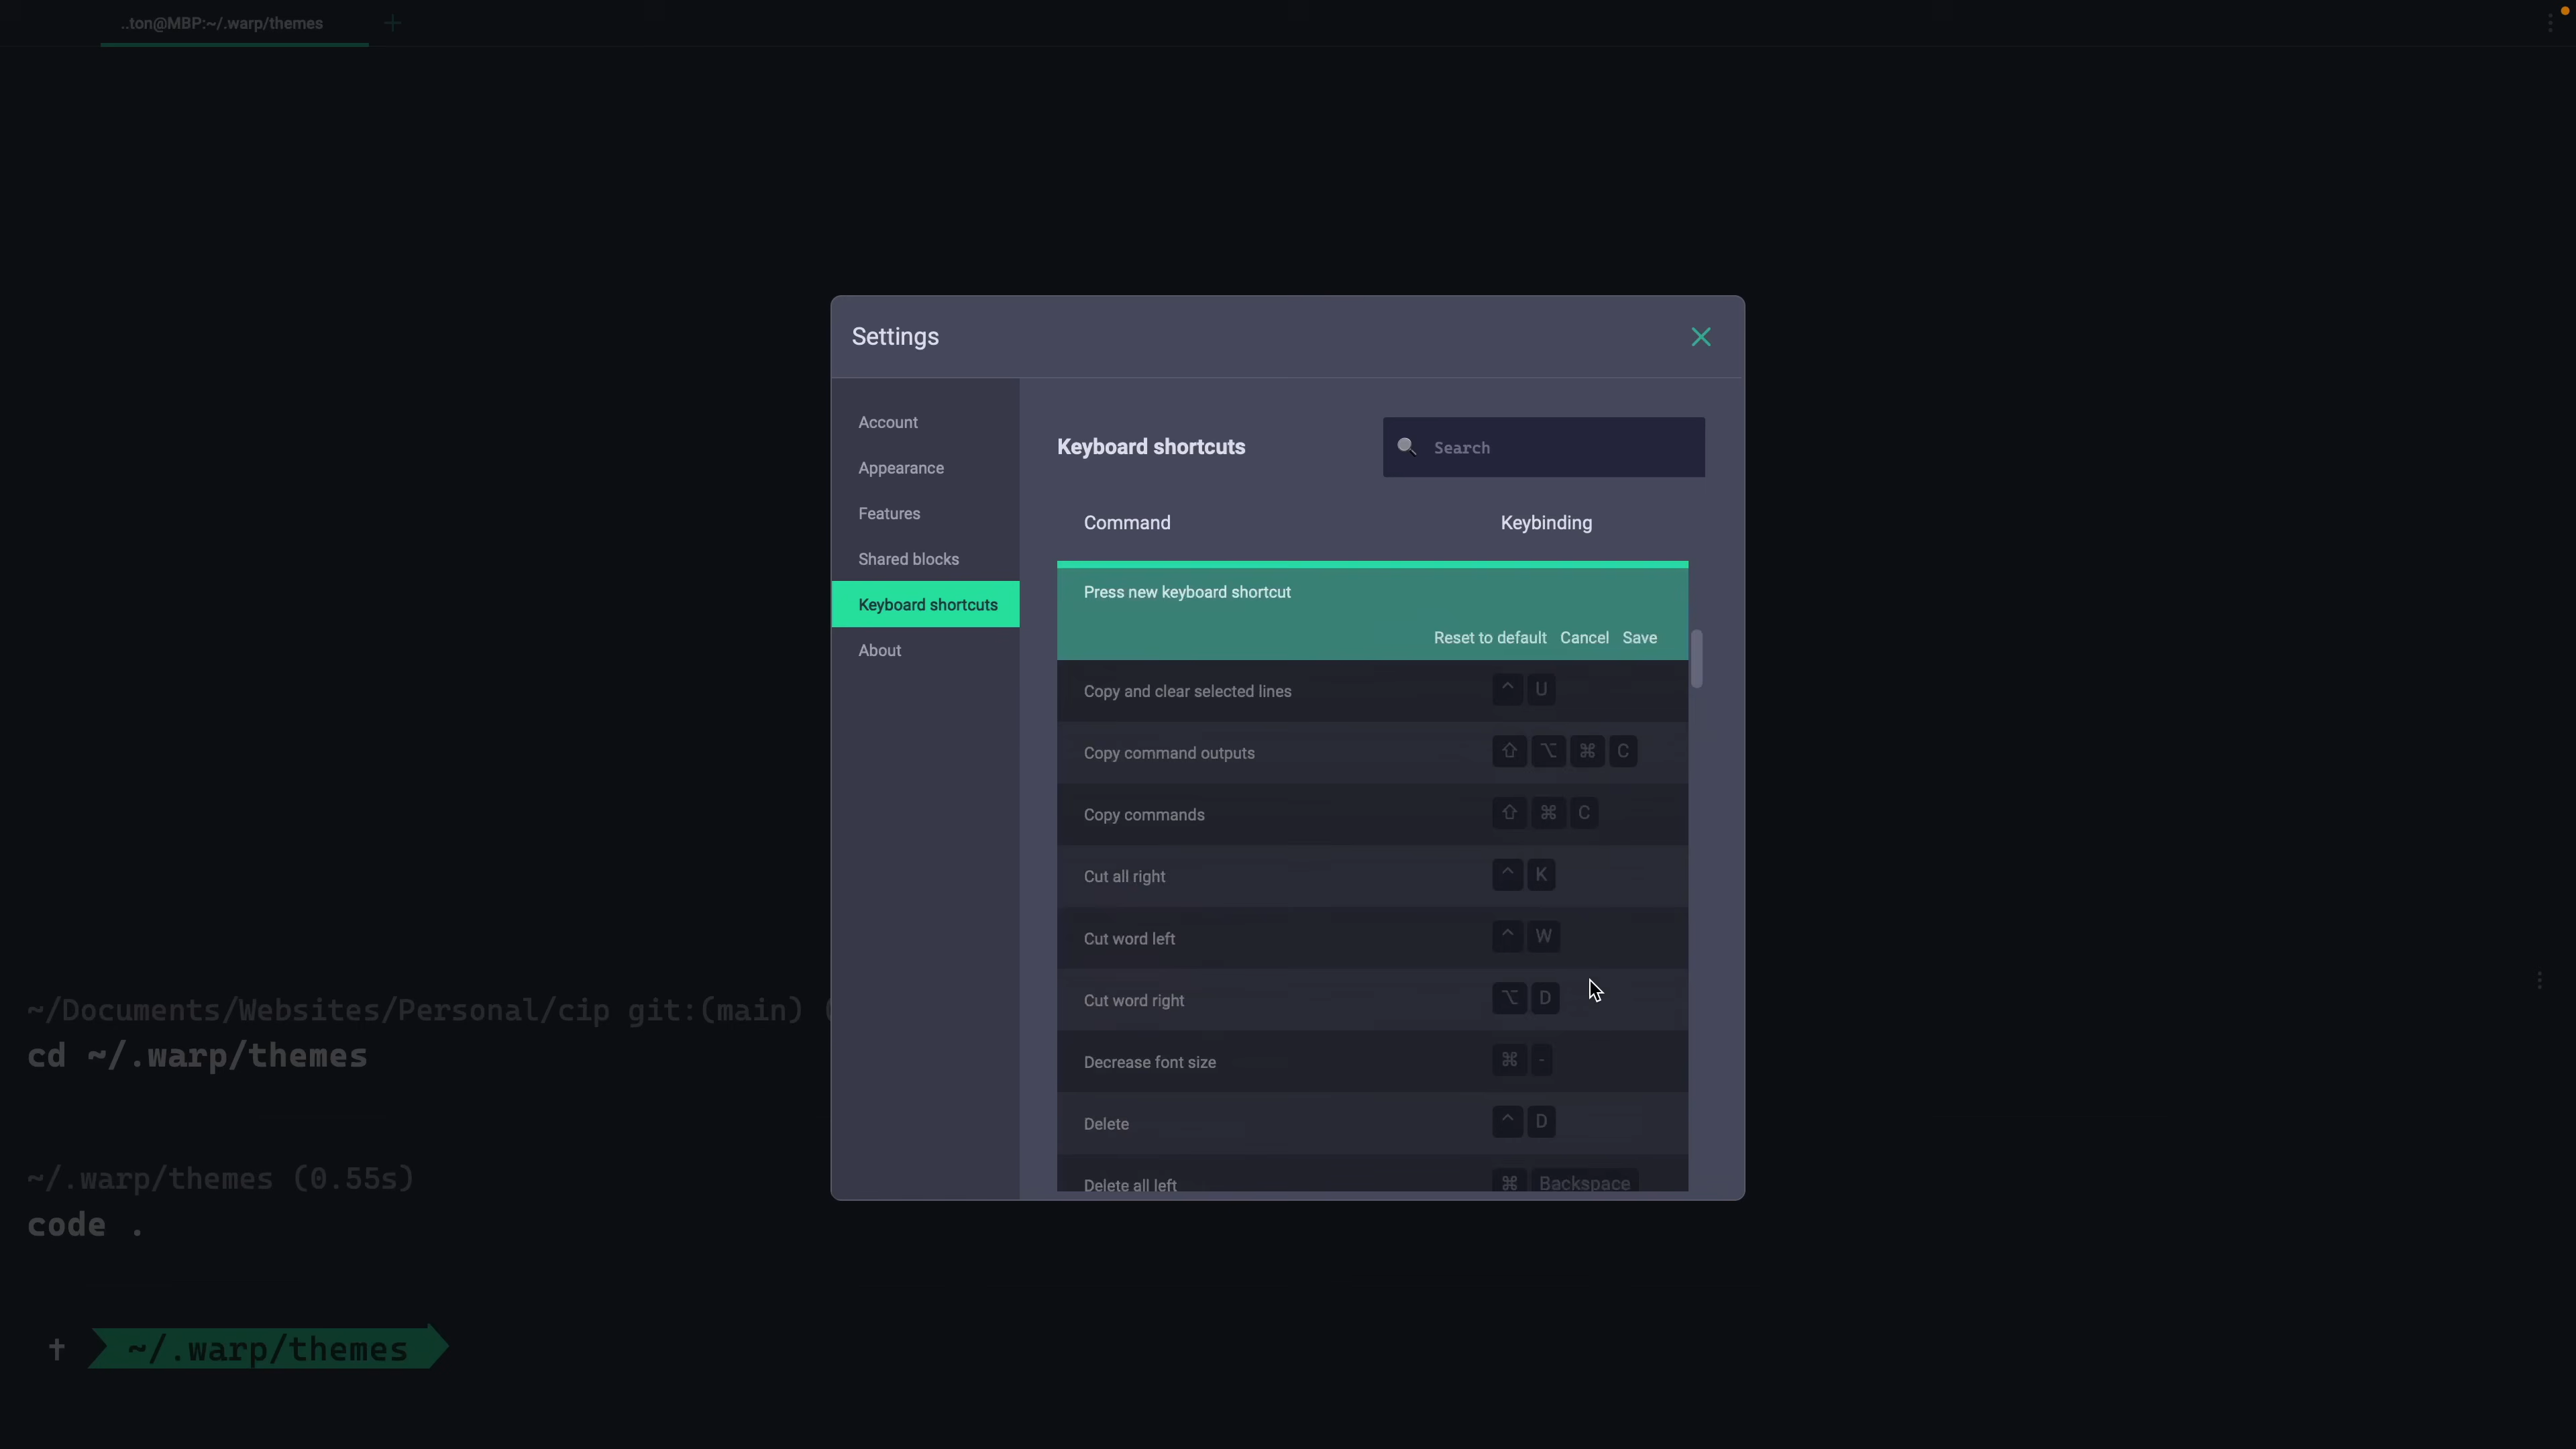 ..ton@MBP:~/.warp/themes +
Settings
Account
Appearance
Features
Shared blocks
Keyboard shortcuts
About
Keyboard shortcuts
Search
Command Keybinding
Press new keyboard shortcut
Reset to default Cancel Save
Copy and clear selected lines ^ U
Copy command outputs ⇧ ⌥ ⌘ C
Copy commands ⇧ ⌘ C
Cut all right ^ K
Cut word left ^ W
Cut word right ⌥ D
Decrease font size ⌘ -
Delete ^ D
Delete all left ⌘ Backspace
~/Documents/Websites/Personal/cip git:(main)
cd ~/.warp/themes
~/.warp/themes (0.55s)
code .
† ~/.warp/themes